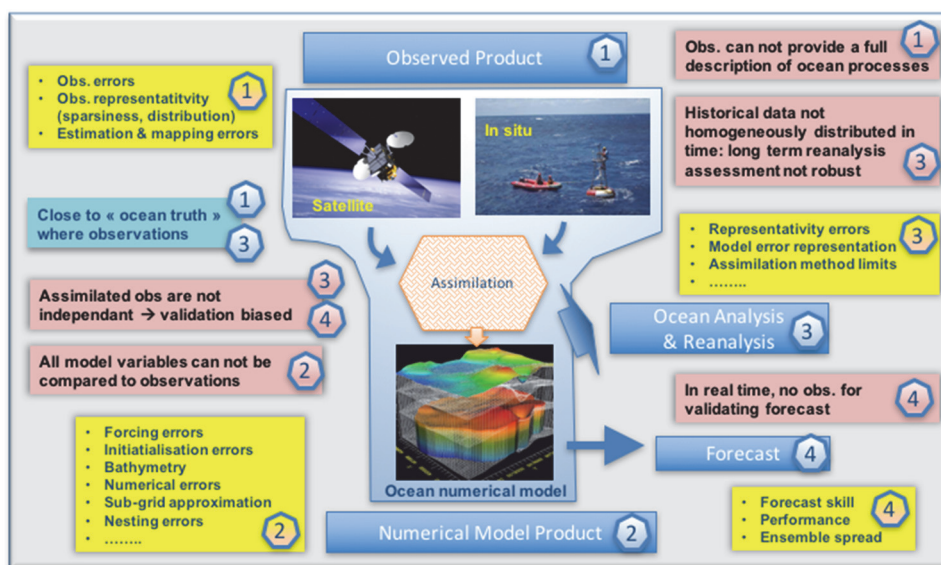 Observed Product
1
• Obs. errors
• Obs. representatitvity
(sparsiness, distribution)
• Estimation & mapping errors
1
Close to « ocean truth »
where observations
1
3
Assimilated obs are not
independant → validation biased
3
4
All model variables can not be
compared to observations
2
• Forcing errors
• Initiatialisation errors
• Bathymetry
• Numerical errors
• Sub-grid approximation
• Nesting errors
• ........
2
Satellite
In situ
Assimilation
Ocean numerical model
Numerical Model Product
2
Obs. can not provide a full
description of ocean processes
1
Historical data not
homogeneously distributed in
time: long term reanalysis
assessment not robust
3
• Representativity errors
• Model error representation
• Assimilation method limits
• ........
3
Ocean Analysis
& Reanalysis
3
In real time, no obs. for
validating forecast
4
Forecast
4
• Forecast skill
• Performance
• Ensemble spread
4